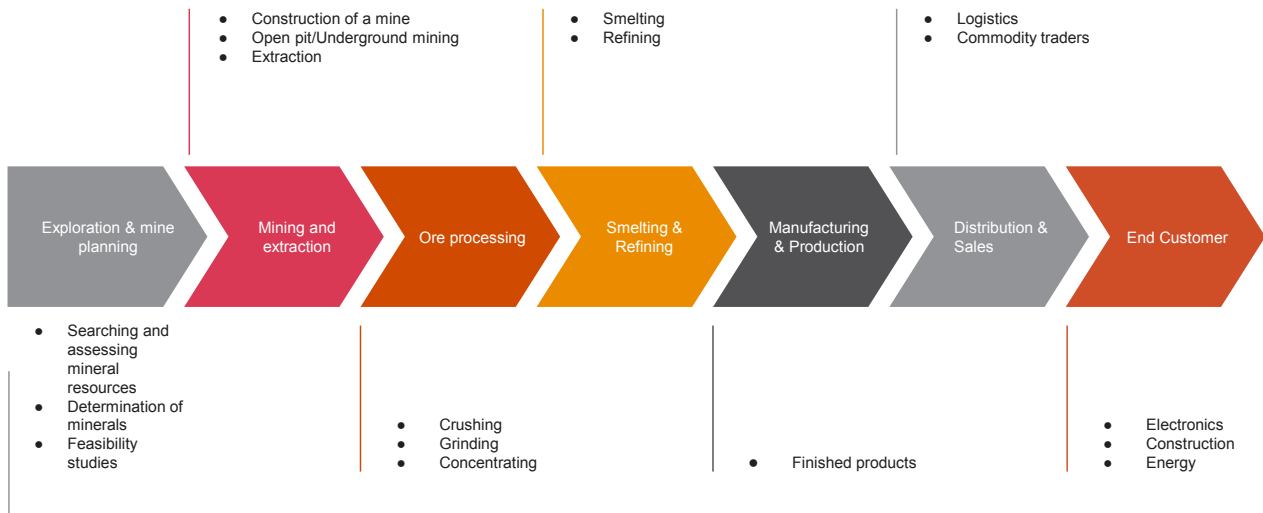 ● Construction of a mine
● Open pit/Underground mining
● Extraction
● Smelting
● Refining
● Logistics
● Commodity traders
Exploration & mine
planning
Mining and
extraction
Ore processing
Smelting &
Refining
Manufacturing
& Production
Distribution &
Sales
End Customer
● Searching and
assessing
mineral
resources
● Determination of
minerals
● Feasibility
studies
● Crushing
● Grinding
● Concentrating
● Finished products
● Electronics
● Construction
● Energy